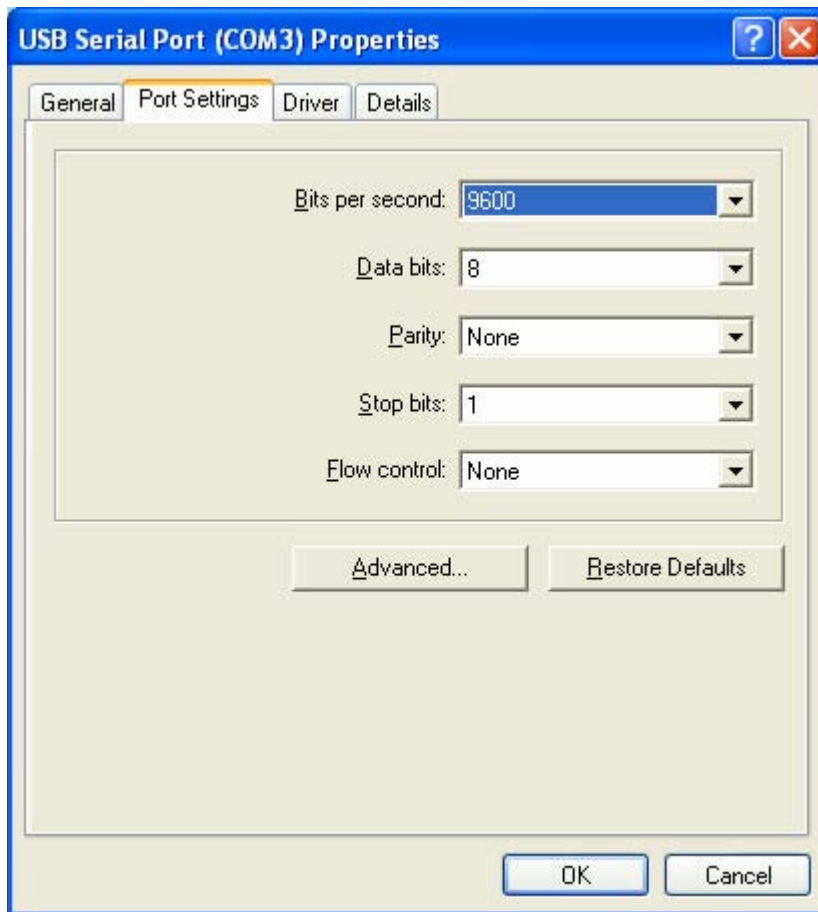 USB Serial Port (COM3) Properties
General Port Settings Driver Details
Bits per second: 9600
Data bits: 8
Parity: None
Stop bits: 1
Flow control: None
Advanced... Restore Defaults
OK Cancel